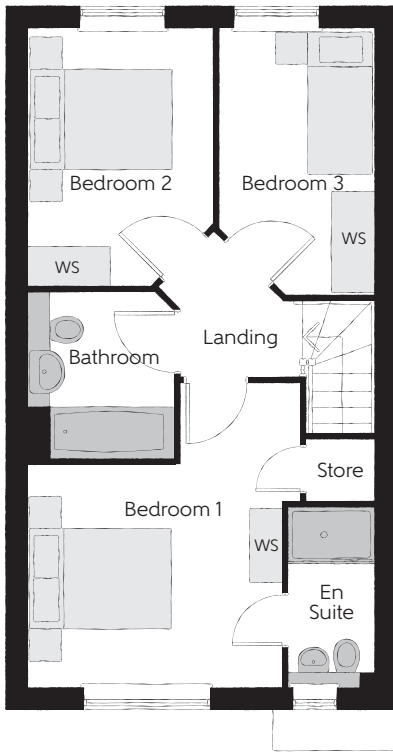 Bedroom 2
Bedroom 3
WS
WS
Landing
Bathroom
Store
Bedroom 1
WS
En
Suite